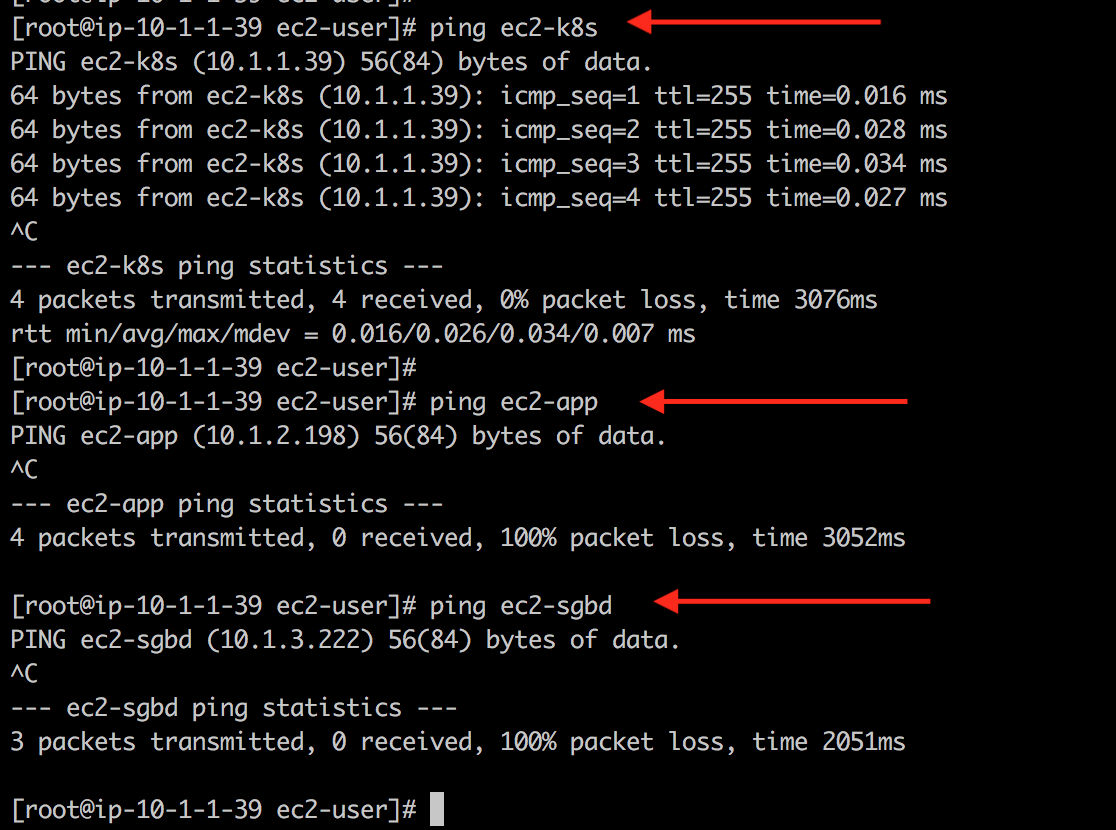 [root@ip-10-1-1-39 ec2-user]#
[root@ip-10-1-1-39 ec2-user]# ping ec2-k8s
PING ec2-k8s (10.1.1.39) 56(84) bytes of data.
64 bytes from ec2-k8s (10.1.1.39): icmp_seq=1 ttl=255 time=0.016 ms
64 bytes from ec2-k8s (10.1.1.39): icmp_seq=2 ttl=255 time=0.028 ms
64 bytes from ec2-k8s (10.1.1.39): icmp_seq=3 ttl=255 time=0.034 ms
64 bytes from ec2-k8s (10.1.1.39): icmp_seq=4 ttl=255 time=0.027 ms
^C
--- ec2-k8s ping statistics ---
4 packets transmitted, 4 received, 0% packet loss, time 3076ms
rtt min/avg/max/mdev = 0.016/0.026/0.034/0.007 ms
[root@ip-10-1-1-39 ec2-user]#
[root@ip-10-1-1-39 ec2-user]# ping ec2-app
PING ec2-app (10.1.2.198) 56(84) bytes of data.
^C
--- ec2-app ping statistics ---
4 packets transmitted, 0 received, 100% packet loss, time 3052ms
[root@ip-10-1-1-39 ec2-user]# ping ec2-sgbd
PING ec2-sgbd (10.1.3.222) 56(84) bytes of data.
^C
--- ec2-sgbd ping statistics ---
3 packets transmitted, 0 received, 100% packet loss, time 2051ms
[root@ip-10-1-1-39 ec2-user]#